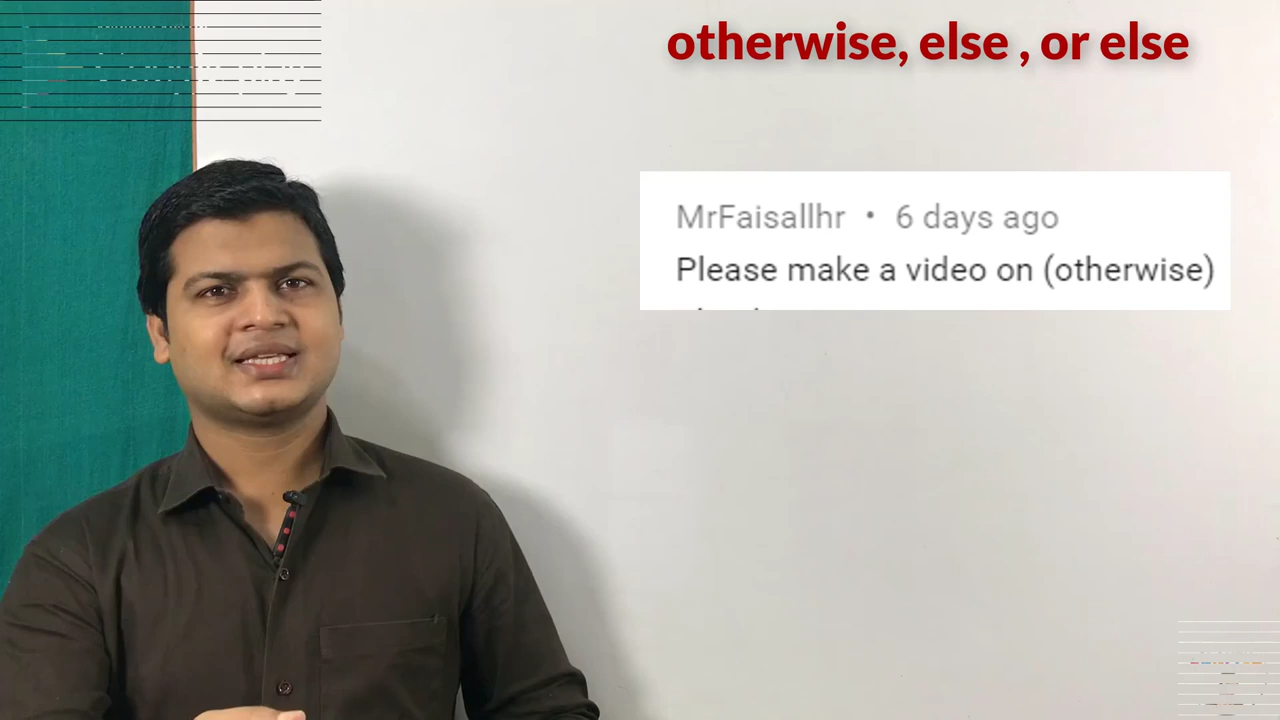 otherwise, else , or else
MrFaisallhr • 6 days ago
Please make a video on (otherwise)